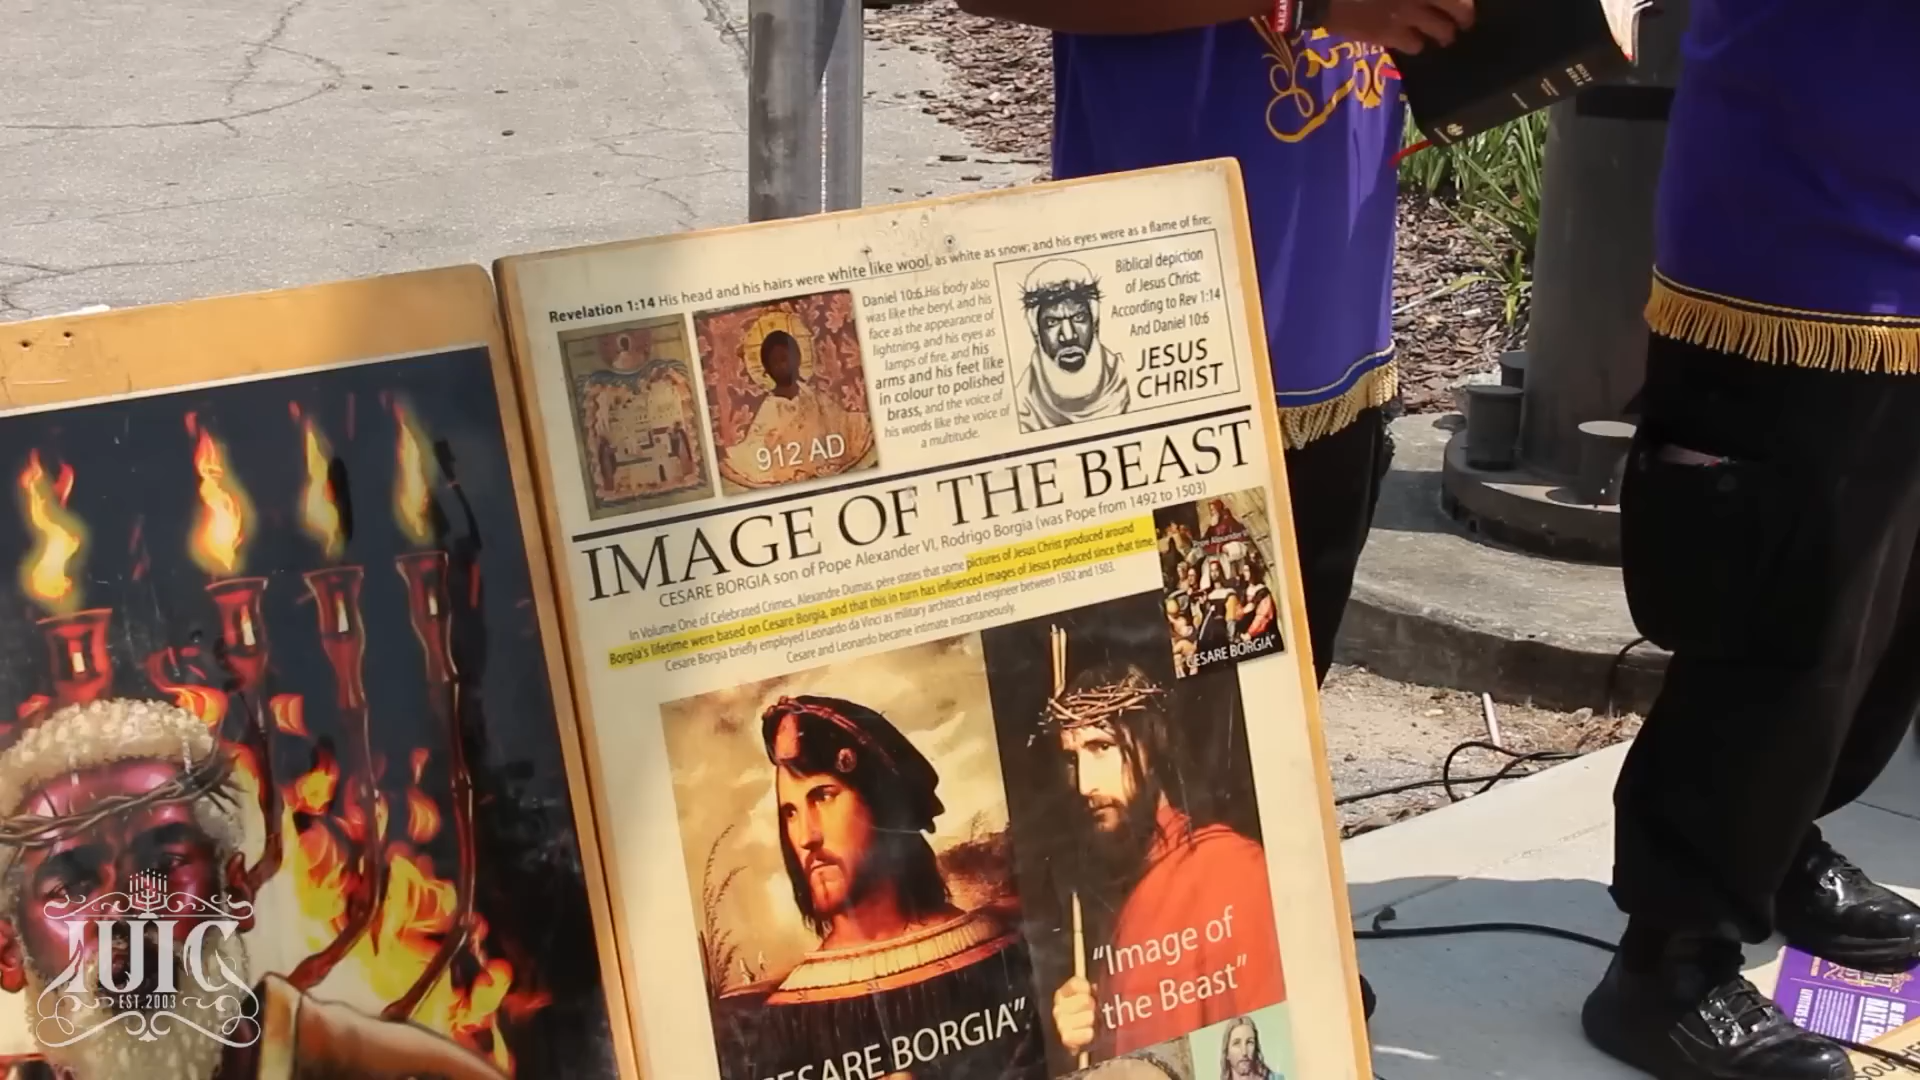 HOLY
BIBLE
Revelation 1:14 His head and his hairs were white like wool, as white as snow; and his eyes were as a flame of fire;
912 AD
Daniel 10:6 His body also
was like the beryl, and his
face as the appearance of
lightning, and his eyes as
lamps of fire, and his
arms and his feet like
in colour to polished
brass, and the voice of
his words like the voice of
a multitude.
Biblical depiction
of Jesus Christ:
According to Rev 1:14
And Daniel 10:6
JESUS
CHRIST
IMAGE OF THE BEAST
CESARE BORGIA son of Pope Alexander VI, Rodrigo Borgia (was Pope from 1492 to 1503)
In Volume One of Celebrated Crimes, Alexandre Dumas, père states that some pictures of Jesus Christ produced around
Borgia's lifetime were based on Cesare Borgia, and that this in turn has influenced images of Jesus produced since that time.
Cesare Borgia briefly employed Leonardo da Vinci as military architect and engineer between 1502 and 1503.
Cesare and Leonardo became intimate instantaneously.
Pope Alexander
"CESARE BORGIA"
CESARE BORGIA"
"Image of
the Beast"
IUIC
EST. 2003